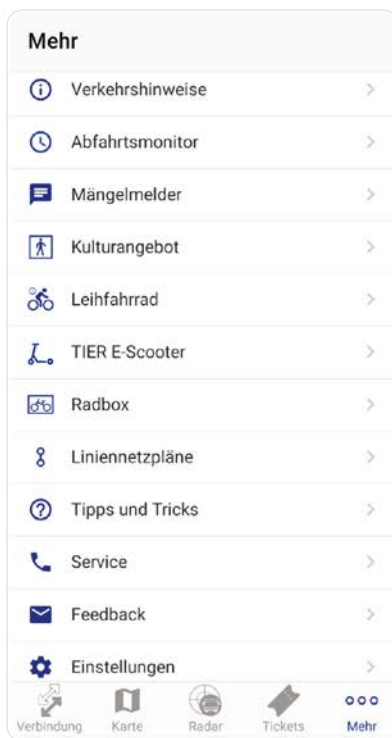 Mehr
Verkehrshinweise
Abfahrtsmonitor
Mängelmelder
Kulturangebot
Leihfahrrad
TIER E-Scooter
Radbox
Liniennetzpläne
Tipps und Tricks
Service
Feedback
Einstellungen
Verbindung Karte Radar Tickets Mehr